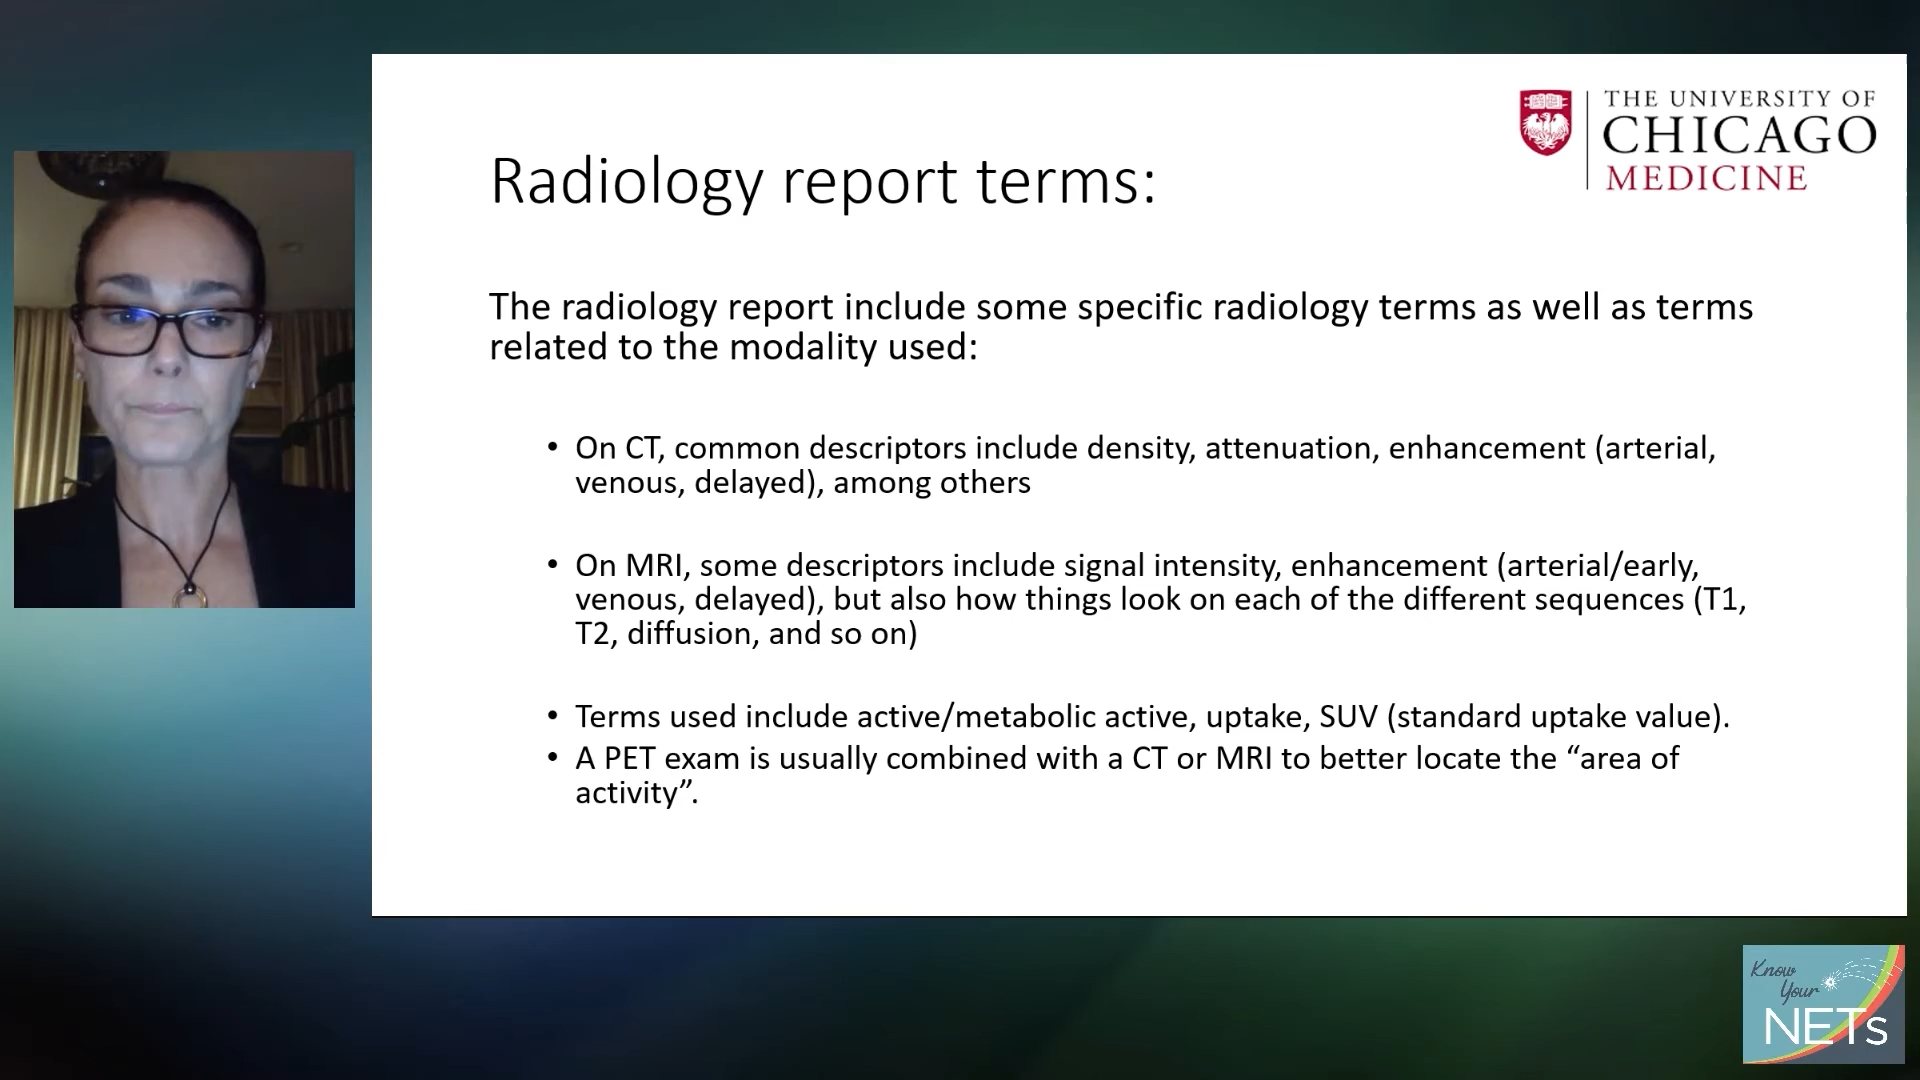 THE UNIVERSITY OF
CHICAGO
MEDICINE
Radiology report terms:
The radiology report include some specific radiology terms as well as terms
related to the modality used:
• On CT, common descriptors include density, attenuation, enhancement (arterial,
venous, delayed), among others
• On MRI, some descriptors include signal intensity, enhancement (arterial/early,
venous, delayed), but also how things look on each of the different sequences (T1,
T2, diffusion, and so on)
• Terms used include active/metabolic active, uptake, SUV (standard uptake value).
• A PET exam is usually combined with a CT or MRI to better locate the “area of
activity”.
Know
Your
NETs